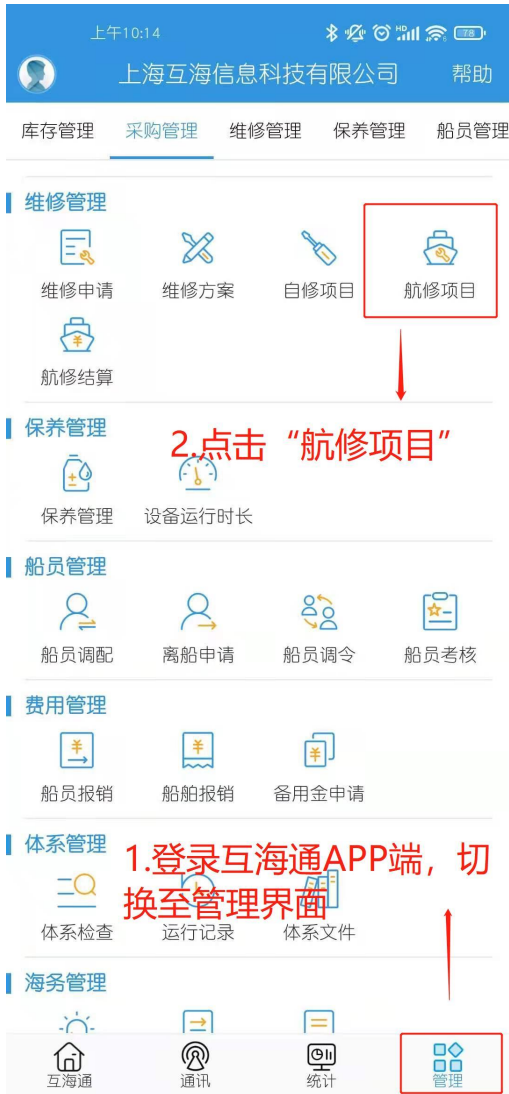 上午10:14
HD
78
上海互海信息科技有限公司
帮助
库存管理 采购管理 维修管理 保养管理 船员管理
维修管理
维修申请 维修方案 自修项目 航修项目
航修结算
保养管理
2.点击“航修项目”
保养管理 设备运行时长
船员管理
船员调配 离船申请 船员调令 船员考核
费用管理
船员报销 船舶报销 备用金申请
体系管理
1.登录互海通APP端，切
换至管理界面
体系检查 运行记录 体系文件
海务管理
互海通 通讯 统计 管理